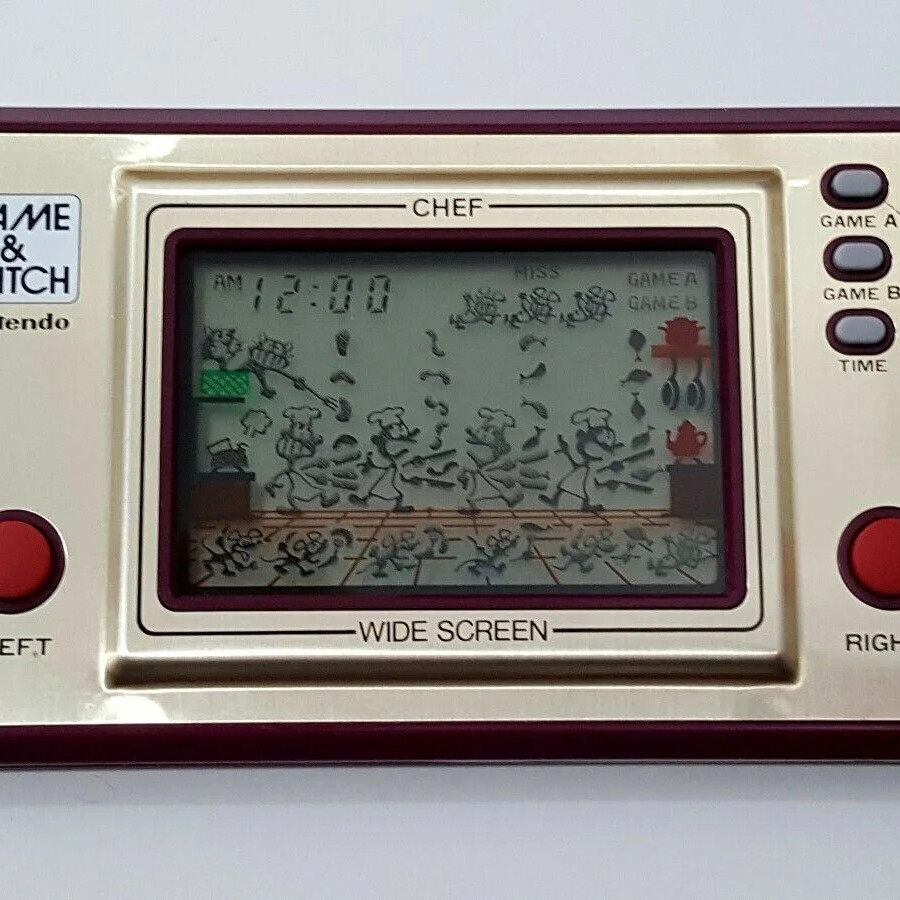 CHEF
AME
&
TCH
tendo
AM 12:00
MISS
GAME A
GAME B
GAME A
GAME B
TIME
EFT
RIGH
WIDE SCREEN